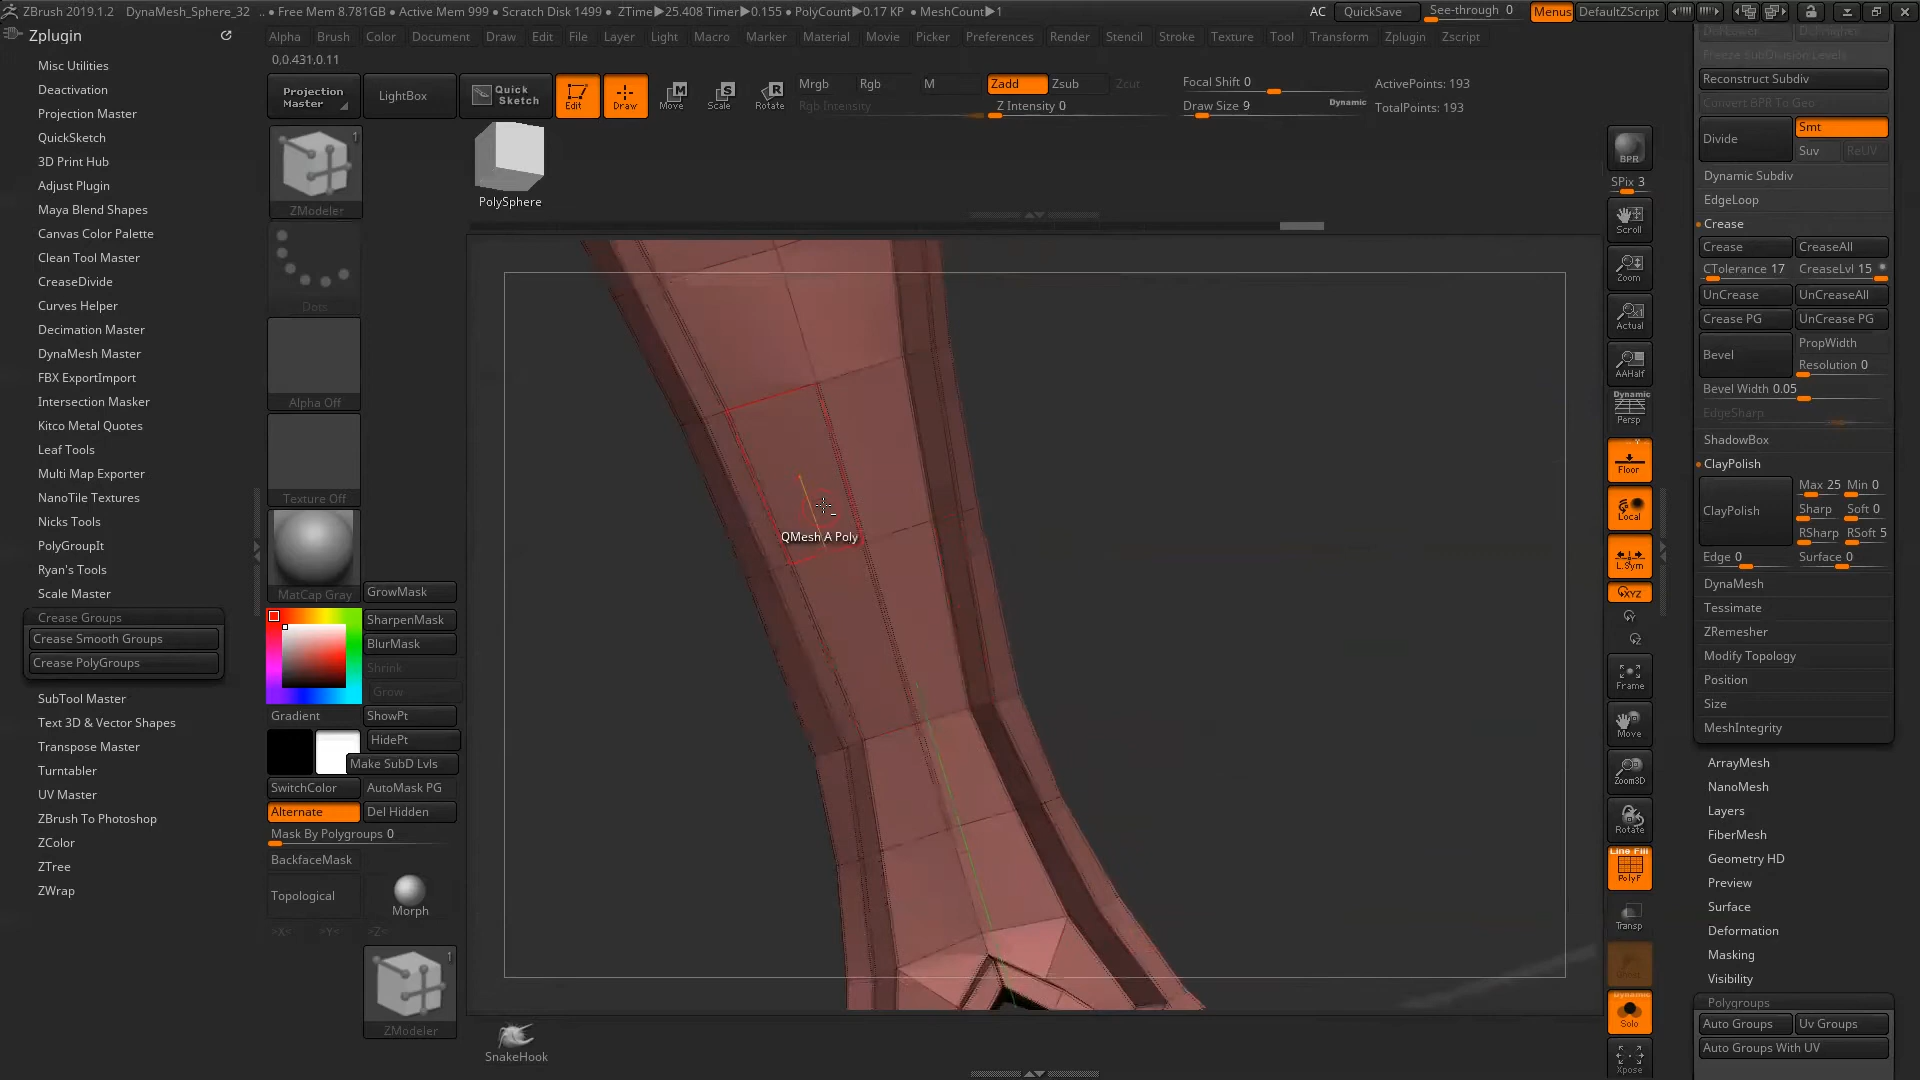 ZBrush 2019.1.2 DynaMesh_Sphere_32 .. • Free Mem 8.781GB • Active Mem 999 • Scratch Disk 1499 • ZTime▶25.408 Timer▶0.155 • PolyCount▶0.17 KP • MeshCount▶1
AC QuickSave See-through 0 Menus DefaultZScript
Zplugin
Alpha Brush Color Document Draw Edit File Layer Light Macro Marker Material Movie Picker Preferences Render Stencil Stroke Texture Tool Transform Zplugin Zscript
0,0.431,0.11
Projection Master
LightBox
Quick Sketch
Edit
Draw
Move
Scale
Rotate
Mrgb Rgb M Zadd Zsub Zcut
Rgb Intensity Z Intensity 0
Focal Shift 0
Draw Size 9 Dynamic
ActivePoints: 193
TotalPoints: 193
Misc Utilities
Deactivation
Projection Master
QuickSketch
3D Print Hub
Adjust Plugin
Maya Blend Shapes
Canvas Color Palette
Clean Tool Master
CreaseDivide
Curves Helper
Decimation Master
DynaMesh Master
FBX ExportImport
Intersection Masker
Kitco Metal Quotes
Leaf Tools
Multi Map Exporter
NanoTile Textures
Nicks Tools
PolyGroupIt
Ryan's Tools
Scale Master
Crease Groups
Crease Smooth Groups
Crease PolyGroups
SubTool Master
Text 3D & Vector Shapes
Transpose Master
Turntabler
UV Master
ZBrush To Photoshop
ZColor
ZTree
ZWrap
1
ZModeler
Dots
Alpha Off
Texture Off
MatCap Gray
Gradient
SwitchColor
Alternate
Mask By Polygroups 0
BackfaceMask
Topological
>X< >Y< >Z<
GrowMask
SharpenMask
BlurMask
Shrink
Grow
ShowPt
HidePt
Make SubD Lvls
AutoMask PG
Del Hidden
Morph
1
ZModeler
PolySphere
QMesh A Poly
SnakeHook
BPR
SPix 3
Scroll
Zoom
Actual
AAHalf
Dynamic
Persp
Floor
Local
L.Sym
XYZ
Frame
Move
Zoom3D
Rotate
Line Fill
PolyF
Transp
Dynamic
Solo
Xpose
Freeze SubDivision Levels
Reconstruct Subdiv
Convert BPR To Geo
Divide Smt
Suv ReUV
Dynamic Subdiv
EdgeLoop
Crease
Crease CreaseAll
CTolerance 17 CreaseLvl 15
UnCrease UnCreaseAll
Crease PG UnCrease PG
Bevel PropWidth
Resolution 0
Bevel Width 0.05
EdgeSharp
ShadowBox
ClayPolish
ClayPolish Max 25 Min 0
Sharp Soft 0
RSharp RSoft 5
Edge 0 Surface 0
DynaMesh
Tessimate
ZRemesher
Modify Topology
Position
Size
MeshIntegrity
ArrayMesh
NanoMesh
Layers
FiberMesh
Geometry HD
Preview
Surface
Deformation
Masking
Visibility
Polygroups
Auto Groups Uv Groups
Auto Groups With UV